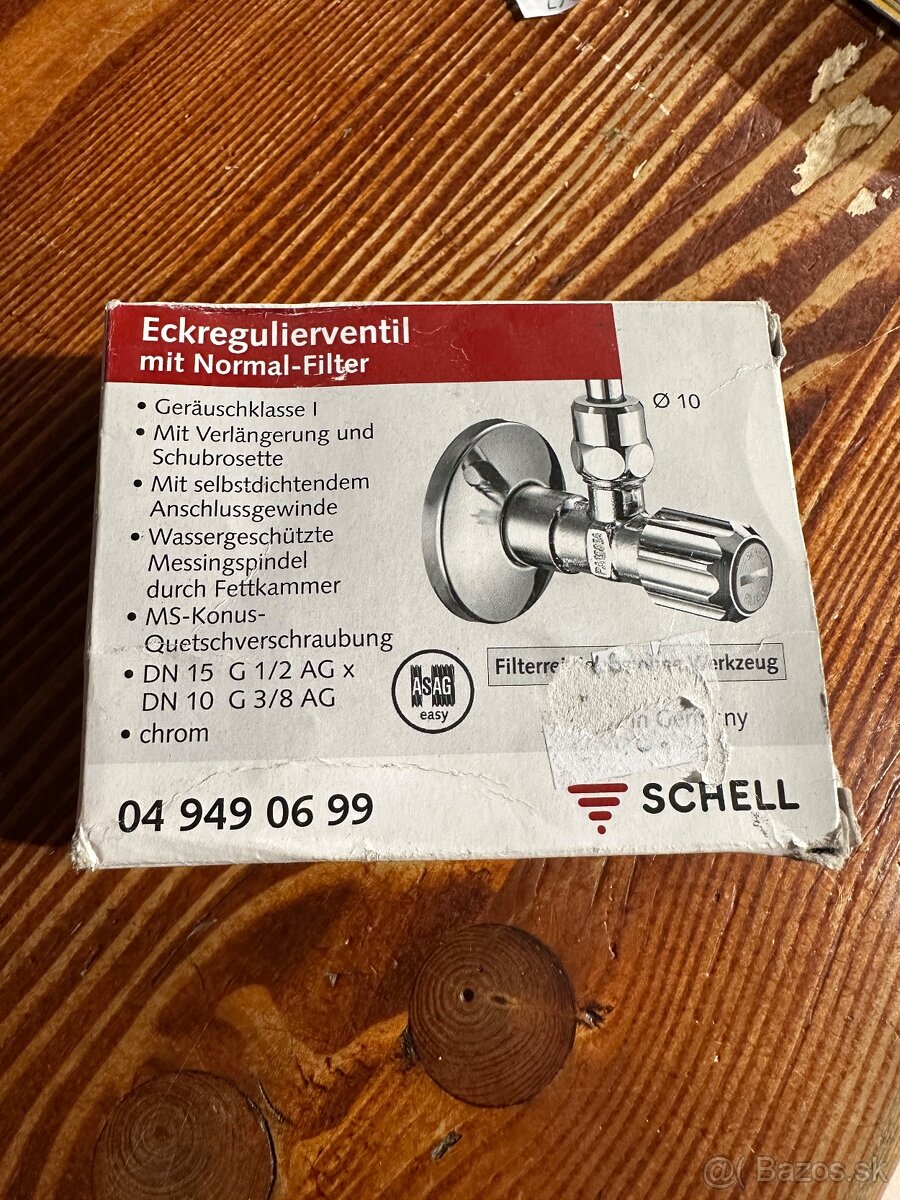 Eckregulierventil
mit Normal-Filter
• Geräuschklasse I
• Mit Verlängerung und
Schubrosette
• Mit selbstdichtendem
Anschlussgewinde
• Wassergeschützte
Messingspindel
durch Fettkammer
• MS-Konus-
Quetschverschraubung
• DN 15 G 1/2 AG x
DN 10 G 3/8 AG
• chrom
Ø 10
ASAG
easy
Werkzeug
in Germany
04 949 06 99
SCHELL
@ Bazos.sk